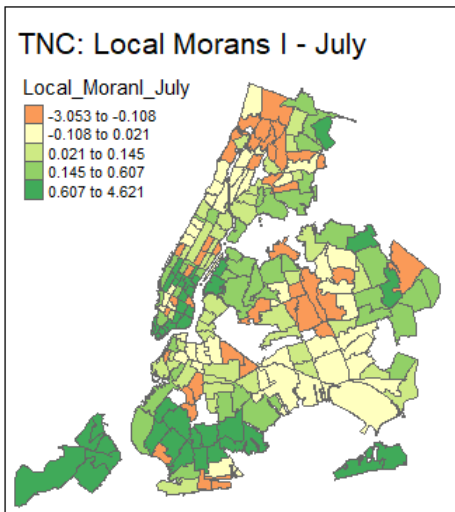 TNC: Local Morans I - July
Local_MoranI_July
-3.053 to -0.108
-0.108 to 0.021
0.021 to 0.145
0.145 to 0.607
0.607 to 4.621